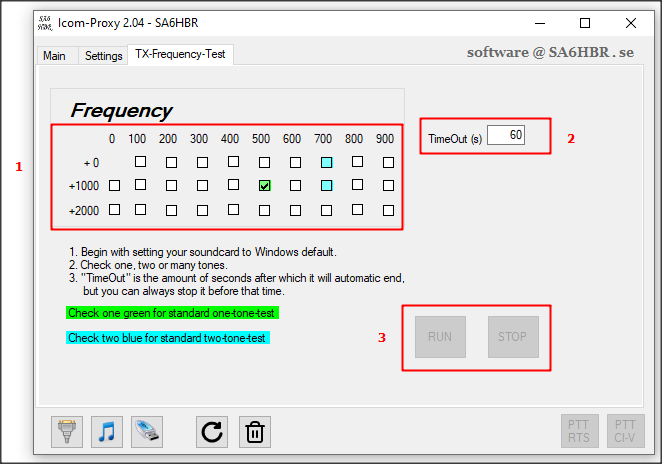 SA6
HBR,
Icom-Proxy 2.04 - SA6HBR
Main
Settings
TX-Frequency-Test
software @ SA6HBR.se
Frequency
0 100 200 300 400 500 600 700 800 900
+ 0
+1000
+2000
1
TimeOut (s) 60
2
1. Begin with setting your soundcard to Windows default.
2. Check one, two or many tones.
3. "TimeOut" is the amount of seconds after which it will automatic end,
but you can always stop it before that time.
Check one green for standard one-tone-test
Check two blue for standard two-tone-test
3
RUN
STOP
PTT
RTS
PTT
CI-V